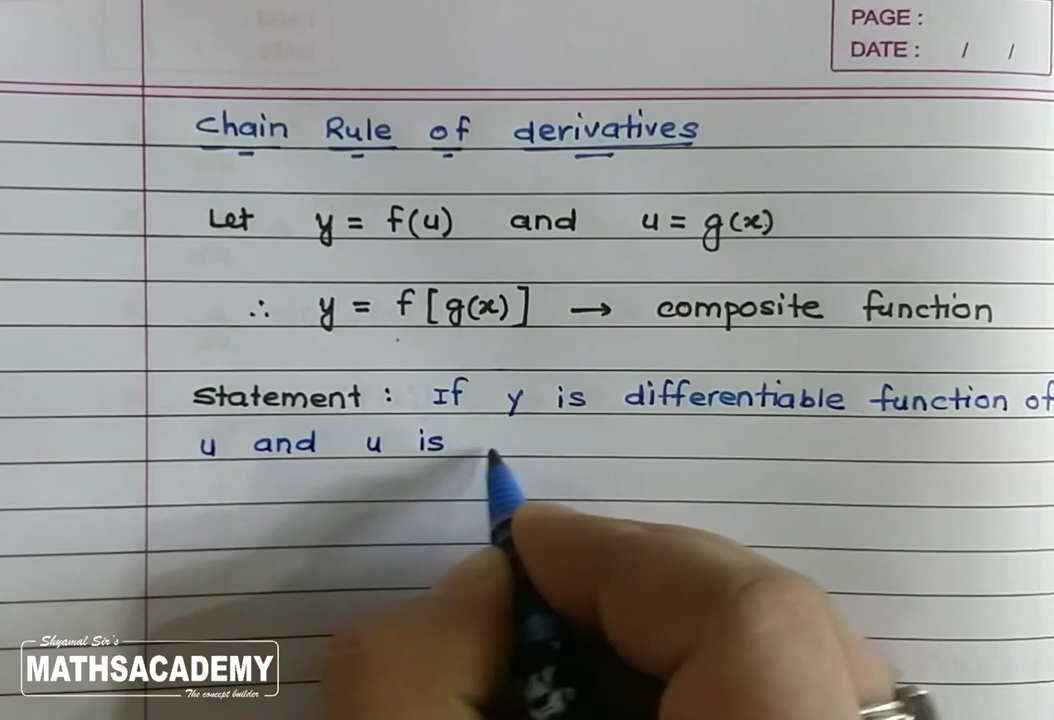 PAGE :
DATE : / /
Chain Rule of derivatives
Let y = f(u) and u = g(x)
∴ y = f[g(x)] → composite function
Statement : If y is differentiable function of
u and u is
Shyamal Sir's
MATHSACADEMY
The concept builder